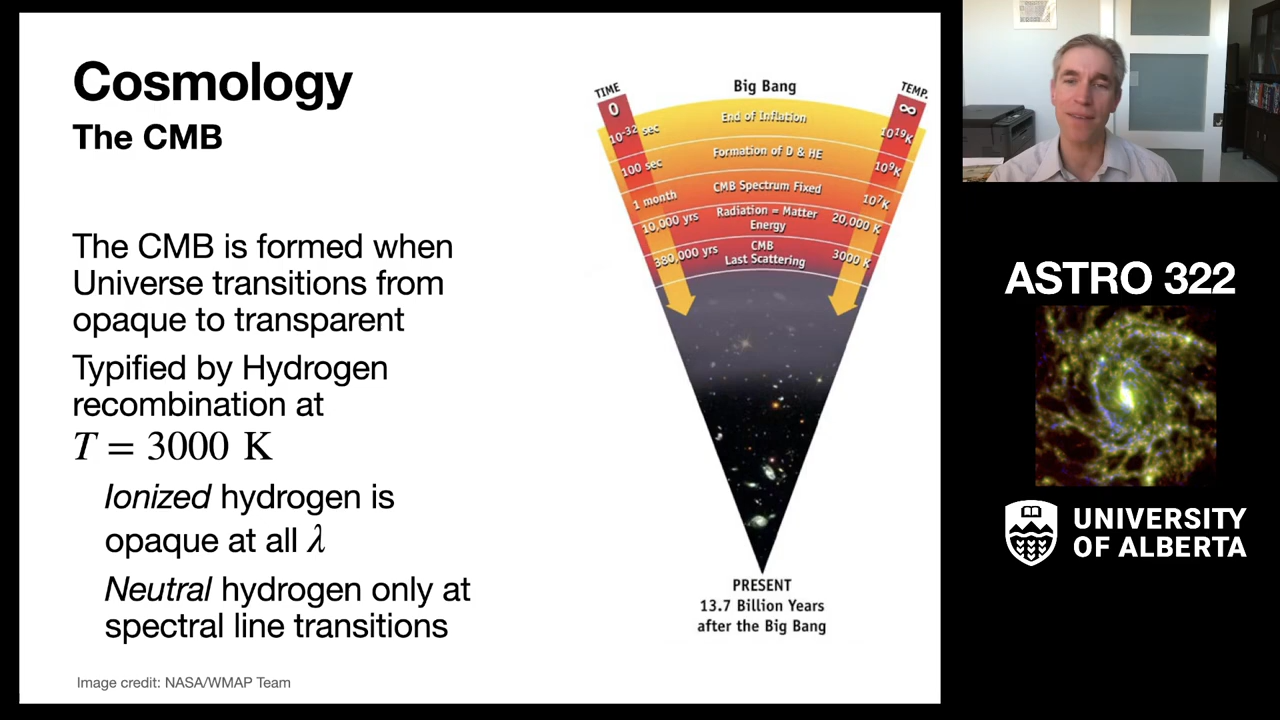 Cosmology
The CMB
The CMB is formed when
Universe transitions from
opaque to transparent
Typified by Hydrogen
recombination at
T = 3000 K
Ionized hydrogen is
opaque at all λ
Neutral hydrogen only at
spectral line transitions
Image credit: NASA/WMAP Team
TIME
Big Bang
TEMP.
0
∞
10⁻³² sec
End of Inflation
10¹⁹K
100 sec
Formation of D & HE
10⁹K
1 month
CMB Spectrum Fixed
10⁷K
10,000 yrs
Radiation = Matter
Energy
20,000 K
380,000 yrs
CMB
Last Scattering
3000 K
PRESENT
13.7 Billion Years
after the Big Bang
ASTRO 322
UNIVERSITY
OF ALBERTA